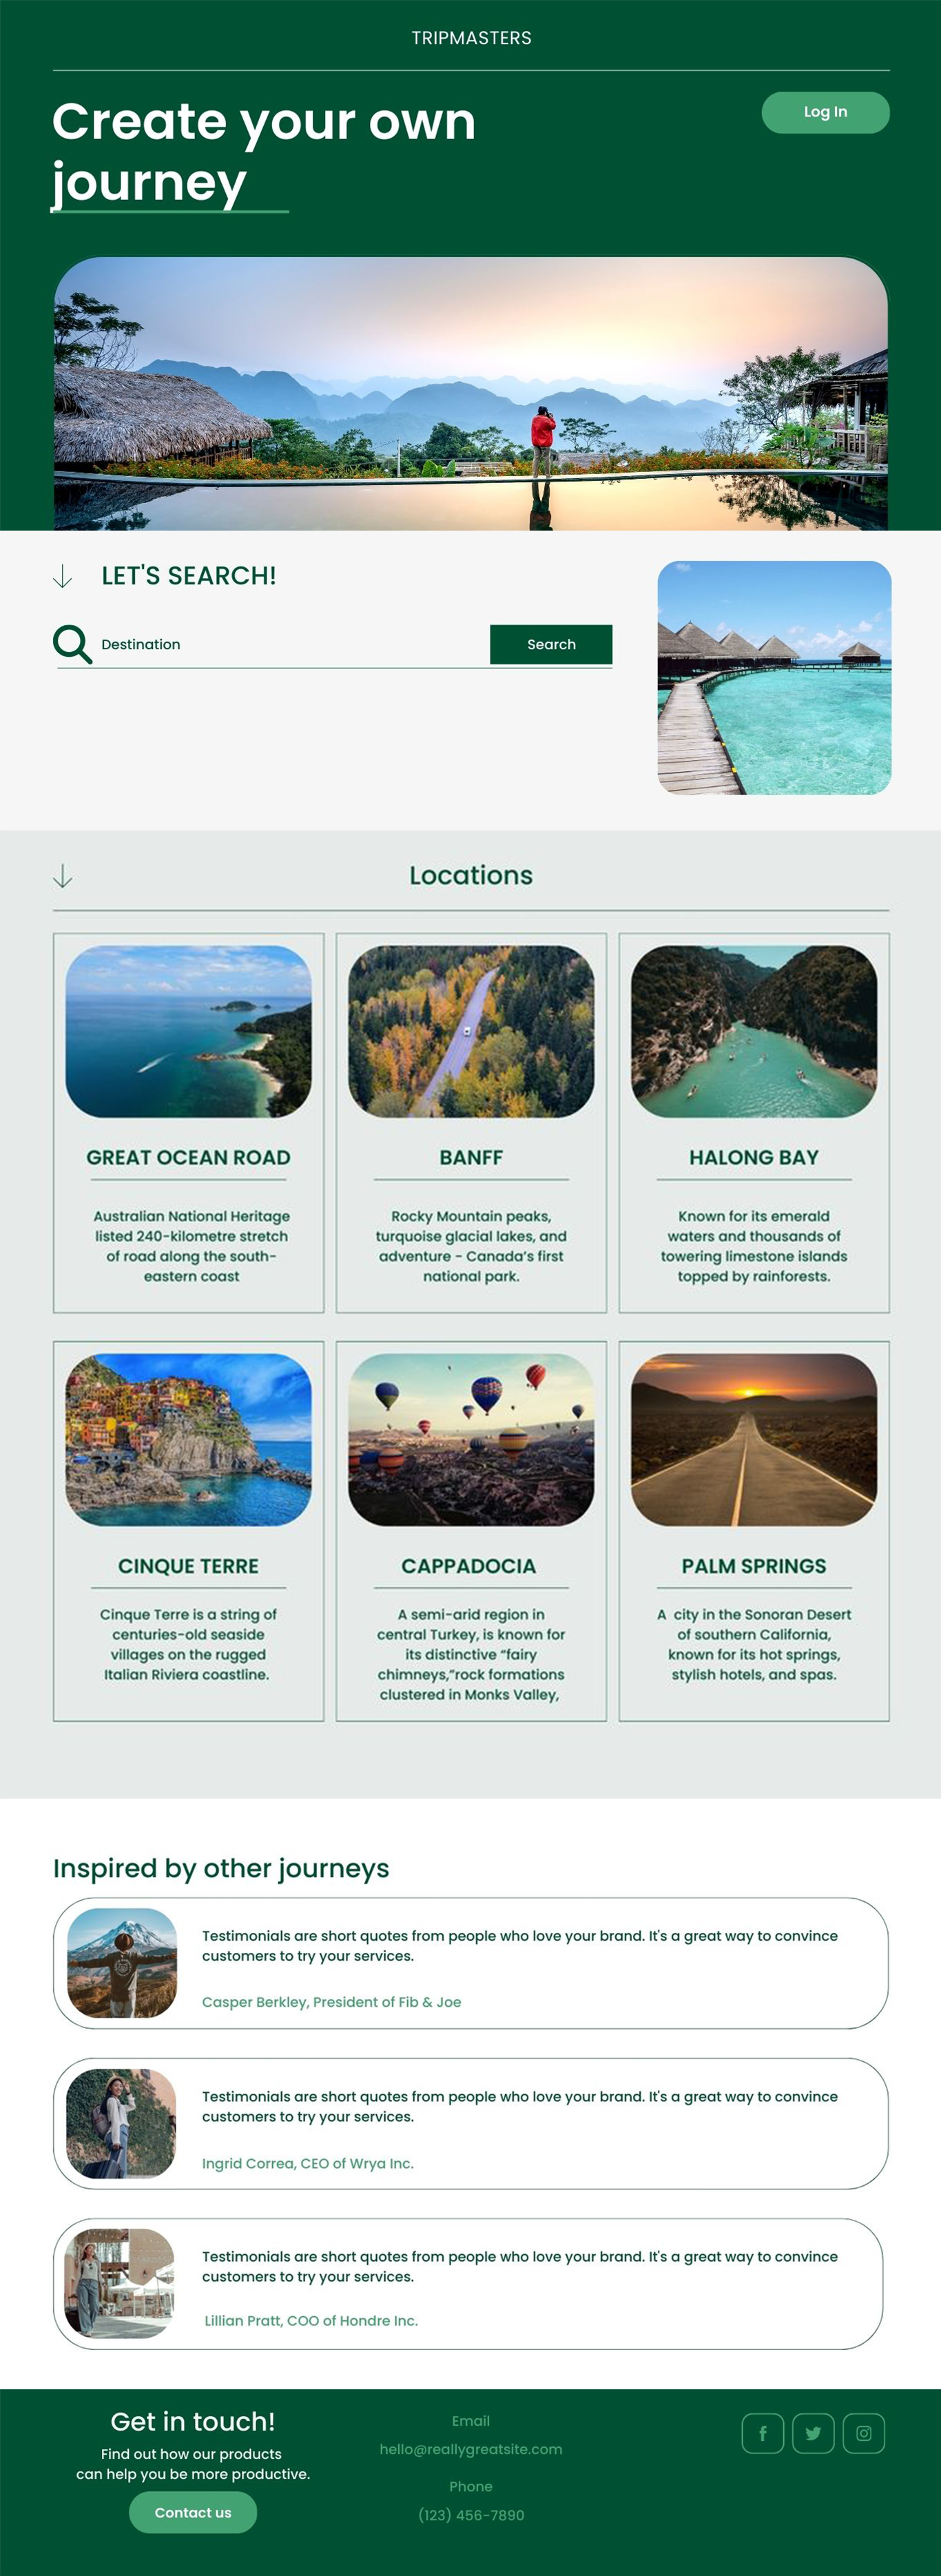 TRIPMASTERS
Create your own
journey
Log In
LET'S SEARCH!
Destination
Search
Locations
GREAT OCEAN ROAD
Australian National Heritage
listed 240-kilometre stretch
of road along the south-
eastern coast
BANFF
Rocky Mountain peaks,
turquoise glacial lakes, and
adventure - Canada’s first
national park.
HALONG BAY
Known for its emerald
waters and thousands of
towering limestone islands
topped by rainforests.
CINQUE TERRE
Cinque Terre is a string of
centuries-old seaside
villages on the rugged
Italian Riviera coastline.
CAPPADOCIA
A semi-arid region in
central Turkey, is known for
its distinctive “fairy
chimneys,”rock formations
clustered in Monks Valley,
PALM SPRINGS
A  city in the Sonoran Desert
of southern California,
known for its hot springs,
stylish hotels, and spas.
Inspired by other journeys
Testimonials are short quotes from people who love your brand. It's a great way to convince
customers to try your services.
Casper Berkley, President of Fib & Joe
Testimonials are short quotes from people who love your brand. It's a great way to convince
customers to try your services.
Ingrid Correa, CEO of Wrya Inc.
Testimonials are short quotes from people who love your brand. It's a great way to convince
customers to try your services.
Lillian Pratt, COO of Hondre Inc.
Get in touch!
Find out how our products
can help you be more productive.
Contact us
Email
hello@reallygreatsite.com
Phone
(123) 456-7890